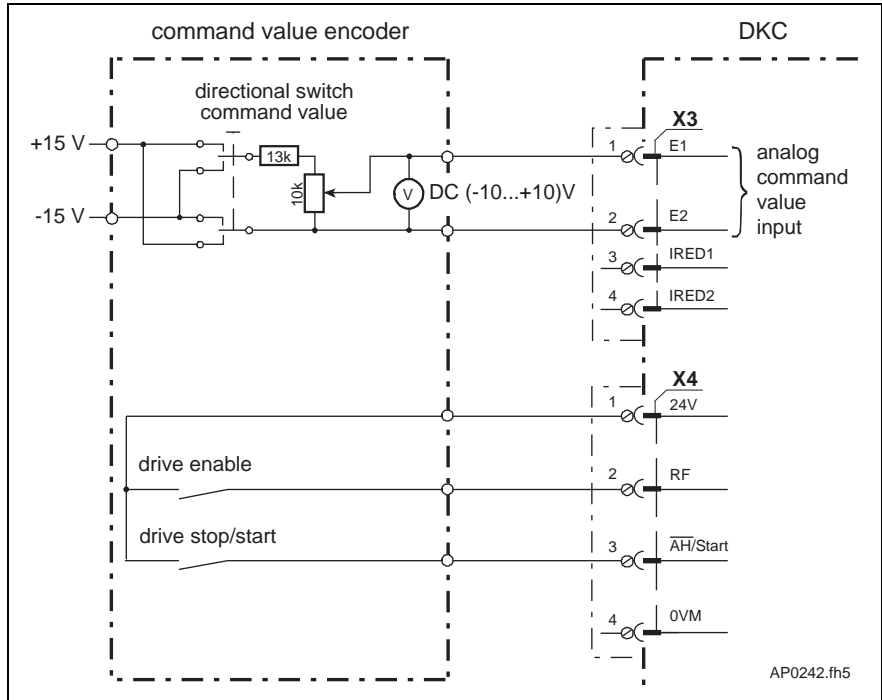 command value encoder
DKC
directional switch
command value
+15 V
-15 V
13k
10k
V
DC (-10...+10)V
X3
1
E1
2
E2
3
IRED1
4
IRED2
analog
command
value
input
X4
1
24V
drive enable
2
RF
drive stop/start
3
A̅H̅/Start
4
0VM
AP0242.fh5